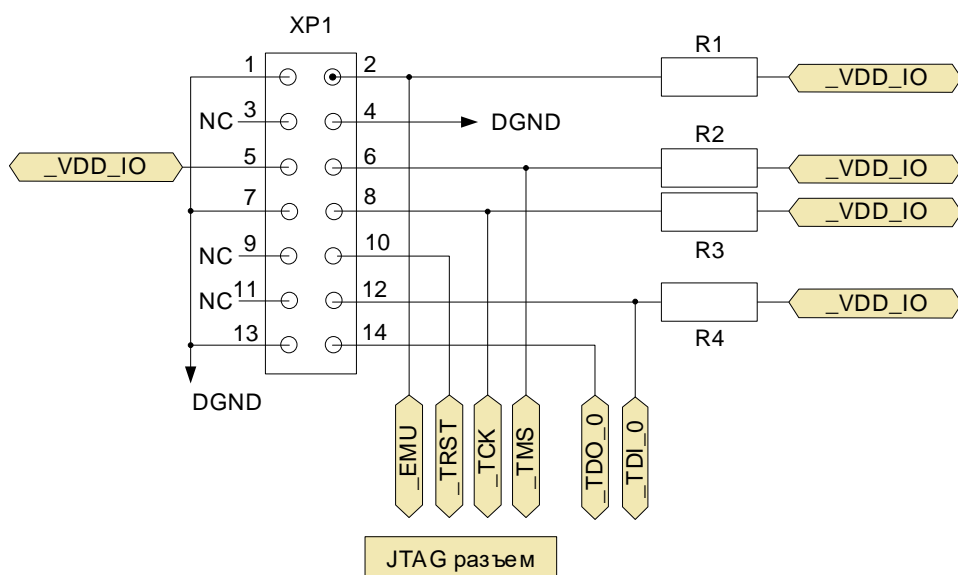 XP1
R1
1 2 _VDD_IO
NC 3 4 DGND
R2
_VDD_IO 5 6 _VDD_IO
7 8 _VDD_IO
R3
NC 9 10
NC 11 12 _VDD_IO
R4
13 14
DGND
_EMU _TRST _TCK _TMS _TDO_0 _TDI_0
JTAG разъем